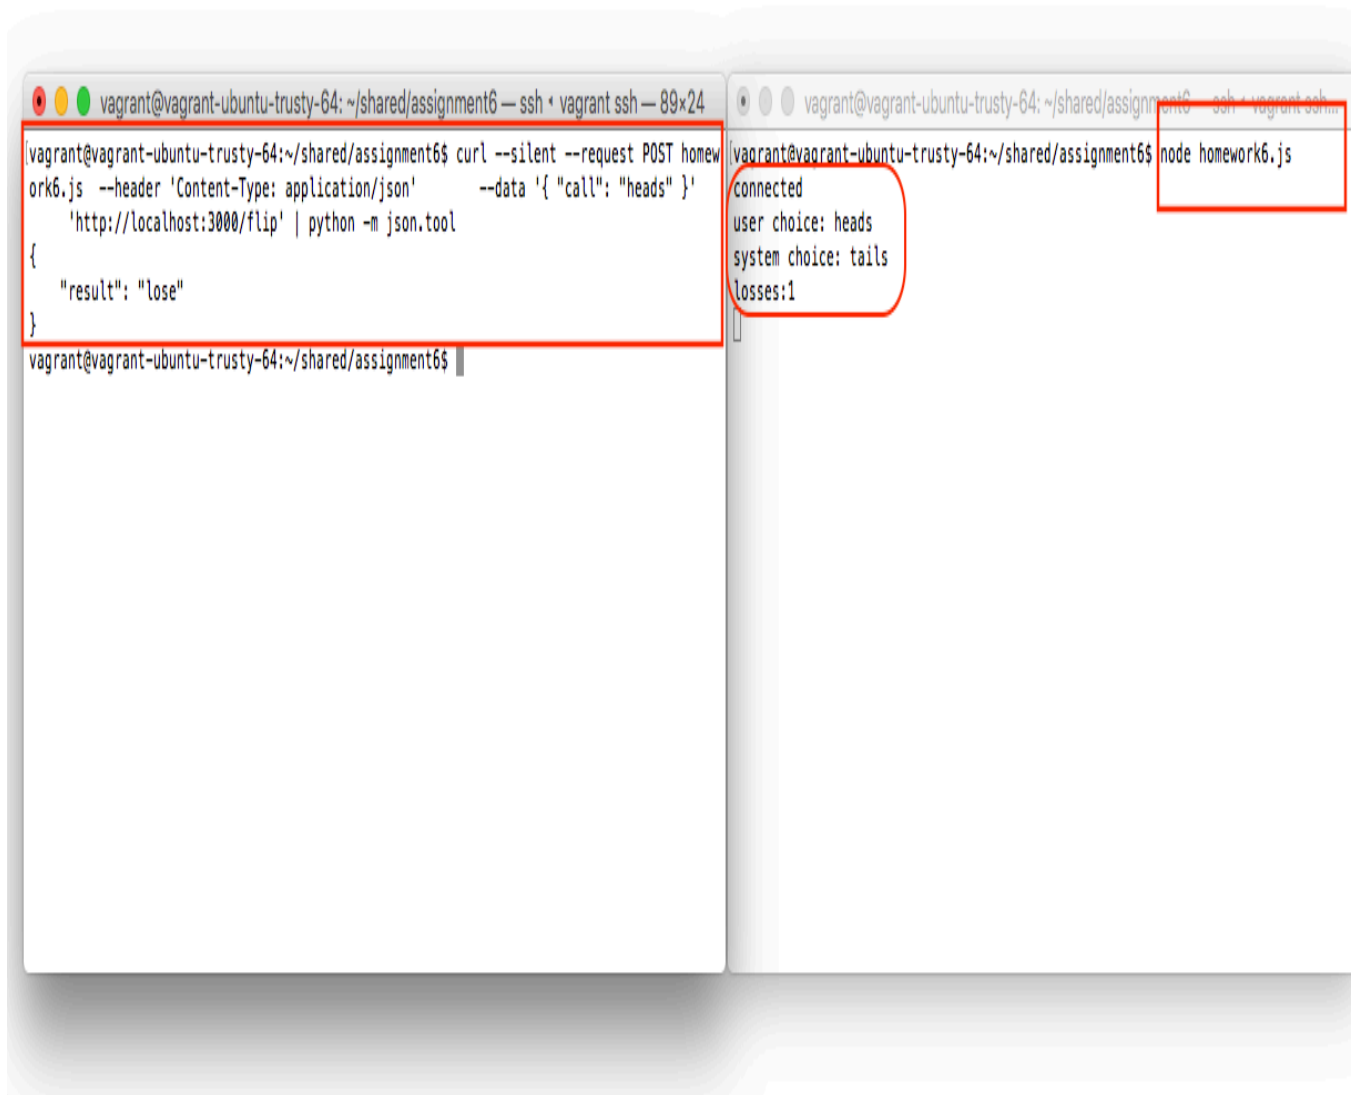 vagrant@vagrant-ubuntu-trusty-64: ~/shared/assignment6 — ssh • vagrant ssh — 89×24
[vagrant@vagrant-ubuntu-trusty-64:~/shared/assignment6$ curl --silent --request POST homew
ork6.js  --header 'Content-Type: application/json'        --data '{ "call": "heads" }'
     'http://localhost:3000/flip' | python -m json.tool
{
    "result": "lose"
}
vagrant@vagrant-ubuntu-trusty-64:~/shared/assignment6$
vagrant@vagrant-ubuntu-trusty-64: ~/shared/assignment6 — ssh • vagrant ssh...
[vagrant@vagrant-ubuntu-trusty-64:~/shared/assignment6$ node homework6.js
connected
user choice: heads
system choice: tails
losses:1